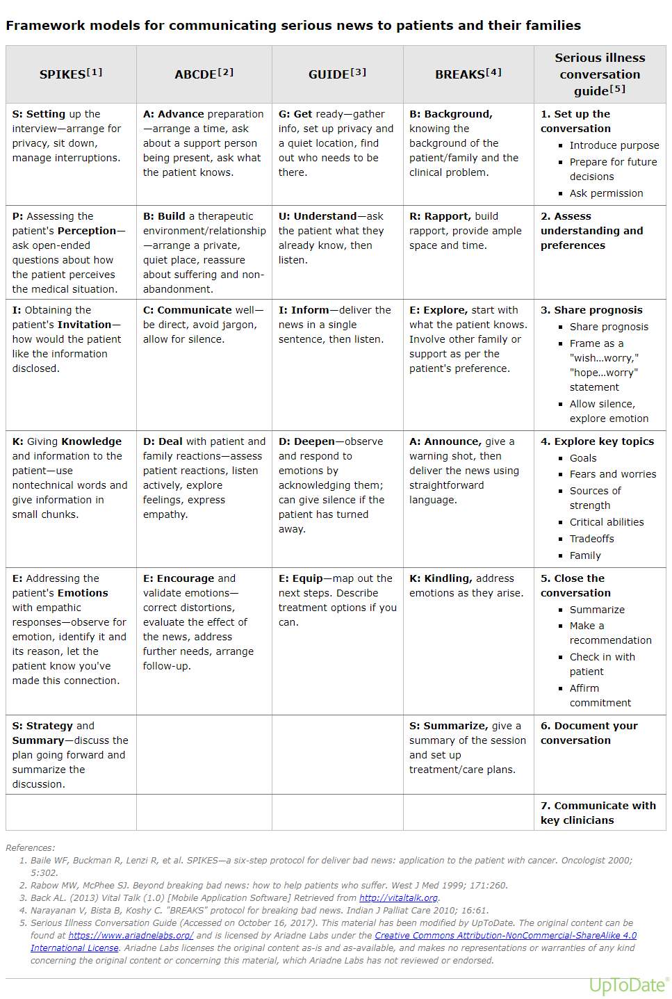 Framework models for communicating serious news to patients and their families
SPIKES[1]
ABCDE[2]
GUIDE[3]
BREAKS[4]
Serious illness
conversation
guide[5]
S: Setting up the
interview—arrange for
privacy, sit down,
manage interruptions.
A: Advance preparation
—arrange a time, ask
about a support person
being present, ask what
the patient knows.
G: Get ready—gather
info, set up privacy and
a quiet location, find
out who needs to be
there.
B: Background,
knowing the
background of the
patient/family and the
clinical problem.
1. Set up the
conversation
▪ Introduce purpose
▪ Prepare for future
decisions
▪ Ask permission
P: Assessing the
patient's Perception—
ask open-ended
questions about how
the patient perceives
the medical situation.
B: Build a therapeutic
environment/relationship
—arrange a private,
quiet place, reassure
about suffering and non-
abandonment.
U: Understand—ask
the patient what they
already know, then
listen.
R: Rapport, build
rapport, provide ample
space and time.
2. Assess
understanding and
preferences
I: Obtaining the
patient's Invitation—
how would the patient
like the information
disclosed.
C: Communicate well—
be direct, avoid jargon,
allow for silence.
I: Inform—deliver the
news in a single
sentence, then listen.
E: Explore, start with
what the patient knows.
Involve other family or
support as per the
patient's preference.
3. Share prognosis
▪ Share prognosis
▪ Frame as a
"wish...worry,"
"hope...worry"
statement
▪ Allow silence,
explore emotion
K: Giving Knowledge
and information to the
patient—use
nontechnical words and
give information in
small chunks.
D: Deal with patient and
family reactions—assess
patient reactions, listen
actively, explore
feelings, express
empathy.
D: Deepen—observe
and respond to
emotions by
acknowledging them;
can give silence if the
patient has turned
away.
A: Announce, give a
warning shot, then
deliver the news using
straightforward
language.
4. Explore key topics
▪ Goals
▪ Fears and worries
▪ Sources of
strength
▪ Critical abilities
▪ Tradeoffs
▪ Family
E: Addressing the
patient's Emotions
with empathic
responses—observe for
emotion, identify it and
its reason, let the
patient know you've
made this connection.
E: Encourage and
validate emotions—
correct distortions,
evaluate the effect of
the news, address
further needs, arrange
follow-up.
E: Equip—map out the
next steps. Describe
treatment options if you
can.
K: Kindling, address
emotions as they arise.
5. Close the
conversation
▪ Summarize
▪ Make a
recommendation
▪ Check in with
patient
▪ Affirm
commitment
S: Strategy and
Summary—discuss the
plan going forward and
summarize the
discussion.
S: Summarize, give a
summary of the session
and set up
treatment/care plans.
6. Document your
conversation
7. Communicate with
key clinicians
References:
1. Baile WF, Buckman R, Lenzi R, et al. SPIKES—a six-step protocol for deliver bad news: application to the patient with cancer. Oncologist 2000;
5:302.
2. Rabow MW, McPhee SJ. Beyond breaking bad news: how to help patients who suffer. West J Med 1999; 171:260.
3. Back AL. (2013) Vital Talk (1.0) [Mobile Application Software] Retrieved from http://vitaltalk.org.
4. Narayanan V, Bista B, Koshy C. "BREAKS" protocol for breaking bad news. Indian J Palliat Care 2010; 16:61.
5. Serious Illness Conversation Guide (Accessed on October 16, 2017). This material has been modified by UpToDate. The original content can be
found at https://www.ariadnelabs.org/ and is licensed by Ariadne Labs under the Creative Commons Attribution-NonCommercial-ShareAlike 4.0
International License. Ariadne Labs licenses the original content as-is and as-available, and makes no representations or warranties of any kind
concerning the original content or concerning this material, which Ariadne Labs has not reviewed or endorsed.
UpToDate®